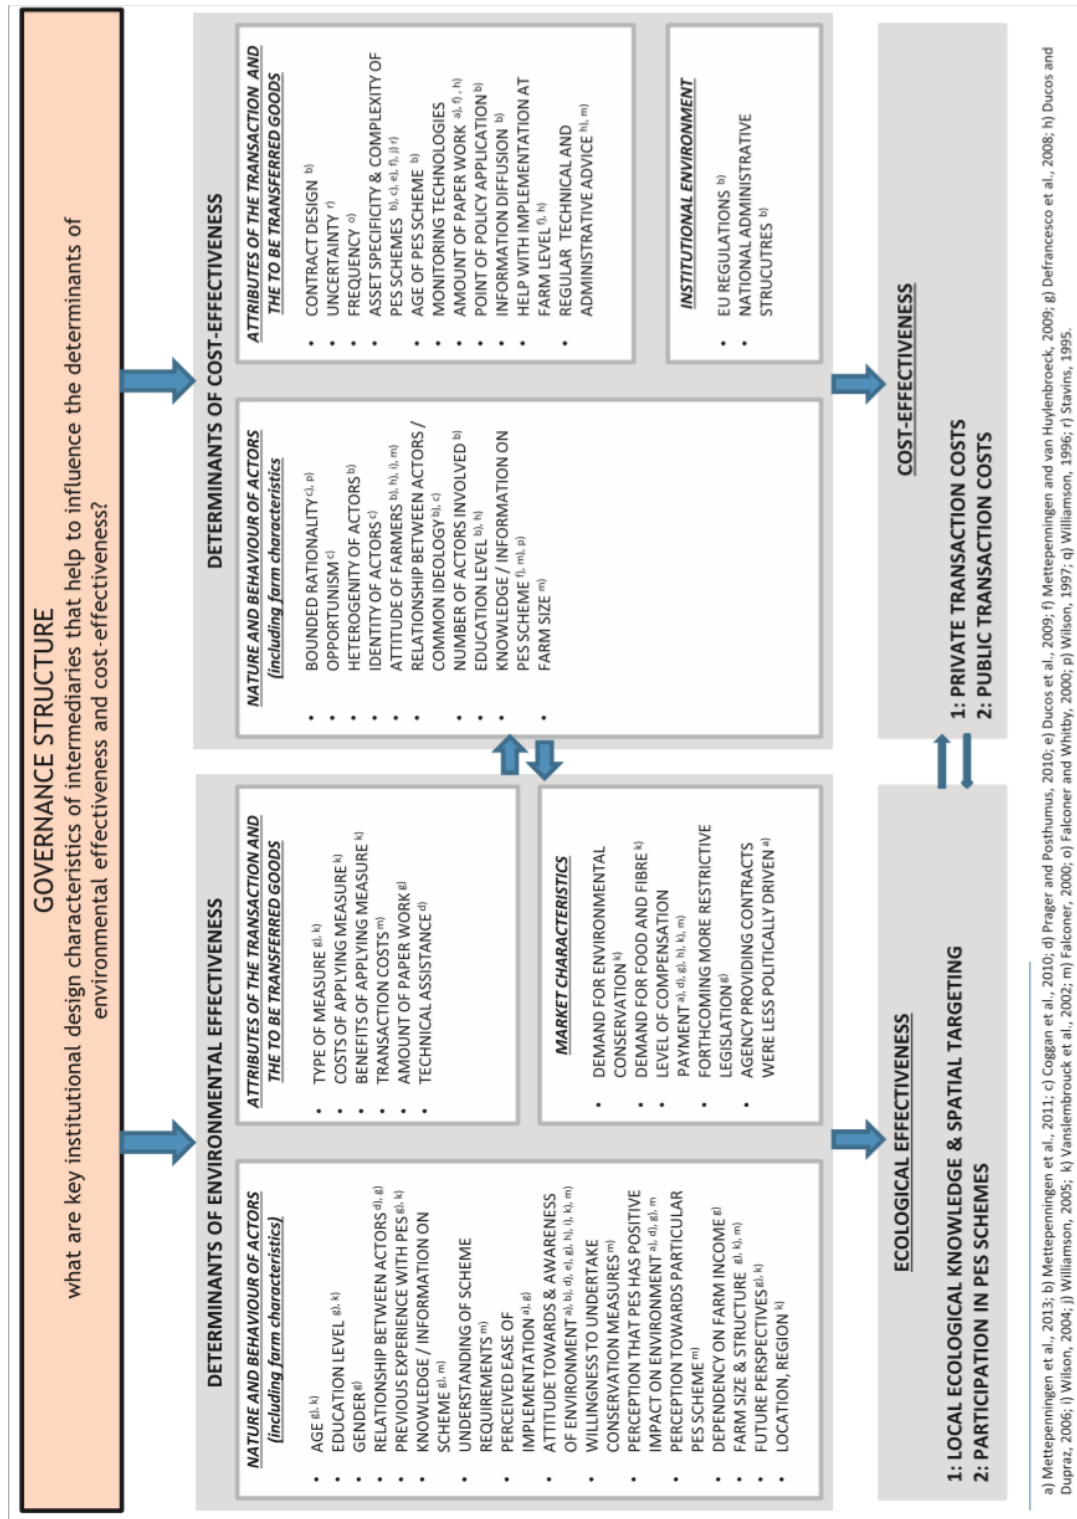 GOVERNANCE STRUCTURE
what are key institutional design characteristics of intermediaries that help to influence the determinants of
environmental effectiveness and cost-effectiveness?
DETERMINANTS OF ENVIRONMENTAL EFFECTIVENESS
NATURE AND BEHAVIOUR OF ACTORS
(including farm characteristics)
• AGE g), k)
• EDUCATION LEVEL g), k)
• GENDER g)
• RELATIONSHIP BETWEEN ACTORS d), g)
• PREVIOUS EXPERIENCE WITH PES g), k)
• KNOWLEDGE / INFORMATION ON
SCHEME g), m)
• UNDERSTANDING OF SCHEME
REQUIREMENTS m)
• PERCEIVED EASE OF
IMPLEMENTATION a), g)
• ATTITUDE TOWARDS & AWARENESS
OF ENVIRONMENT a), b), d), e), g), h), i), k), m)
• WILLINGNESS TO UNDERTAKE
CONSERVATION MEASURES m)
• PERCEPTION THAT PES HAS POSITIVE
IMPACT ON ENVIRONMENT a), d), g), m
• PERCEPTION TOWARDS PARTICULAR
PES SCHEME m)
• DEPENDENCY ON FARM INCOME g)
• FARM SIZE & STRUCTURE g), k), m)
• FUTURE PERSPECTIVES g), k)
• LOCATION, REGION k)
ATTRIBUTES OF THE TRANSACTION AND
THE TO BE TRANSFERRED GOODS
• TYPE OF MEASURE g), k)
• COSTS OF APPLYING MEASURE k)
• BENEFITS OF APPLYING MEASURE k)
• TRANSACTION COSTS m)
• AMOUNT OF PAPER WORK g)
• TECHNICAL ASSISTANCE d)
MARKET CHARACTERISTICS
• DEMAND FOR ENVIRONMENTAL
CONSERVATION k)
• DEMAND FOR FOOD AND FIBRE k)
• LEVEL OF COMPENSATION
PAYMENT a), d), g), h), k), m)
• FORTHCOMING MORE RESTRICTIVE
LEGISLATION g)
• AGENCY PROVIDING CONTRACTS
WERE LESS POLITICALLY DRIVEN a)
DETERMINANTS OF COST-EFFECTIVENESS
NATURE AND BEHAVIOUR OF ACTORS
(including farm characteristics
• BOUNDED RATIONALITY c), p)
• OPPORTUNISM c)
• HETEROGENITY OF ACTORS b)
• IDENTITY OF ACTORS c)
• ATTITUDE OF FARMERS b), h), i), m)
• RELATIONSHIP BETWEEN ACTORS /
COMMON IDEOLOGY b), c)
• NUMBER OF ACTORS INVOLVED b)
• EDUCATION LEVEL b), h)
• KNOWLEDGE / INFORMATION ON
PES SCHEME f), m), p)
• FARM SIZE m)
ATTRIBUTES OF THE TRANSACTION AND
THE TO BE TRANSFERRED GOODS
• CONTRACT DESIGN b)
• UNCERTAINTY r)
• FREQUENCY o)
• ASSET SPECIFICITY & COMPLEXITY OF
PES SCHEMES b), c), e), f), j) r)
• AGE OF PES SCHEME b)
• MONITORING TECHNOLOGIES
• AMOUNT OF PAPER WORK a), f) , h)
• POINT OF POLICY APPLICATION b)
• INFORMATION DIFFUSION b)
• HELP WITH IMPLEMENTATION AT
FARM LEVEL f), h)
• REGULAR TECHNICAL AND
ADMINISTRATIVE ADVICE h), m)
INSTITUTIONAL ENVIRONMENT
• EU REGULATIONS b)
• NATIONAL ADMINISTRATIVE
STRUCUTRES b)
ECOLOGICAL EFFECTIVENESS
1: LOCAL ECOLOGICAL KNOWLEDGE & SPATIAL TARGETING
2: PARTICIPATION IN PES SCHEMES
COST-EFFECTIVENESS
1: PRIVATE TRANSACTION COSTS
2: PUBLIC TRANSACTION COSTS
a) Mettepenningen et al., 2013; b) Mettepenningen et al., 2011; c) Coggan et al., 2010; d) Prager and Posthumus, 2010; e) Ducos et al., 2009; f) Mettepenningen and van Huylenbroeck, 2009; g) Defrancesco et al., 2008; h) Ducos and
Dupraz, 2006; i) Wilson, 2004; j) Williamson, 2005; k) Vanslembrouck et al., 2002; m) Falconer, 2000; o) Falconer and Whitby, 2000; p) Wilson, 1997; q) Williamson, 1996; r) Stavins, 1995.